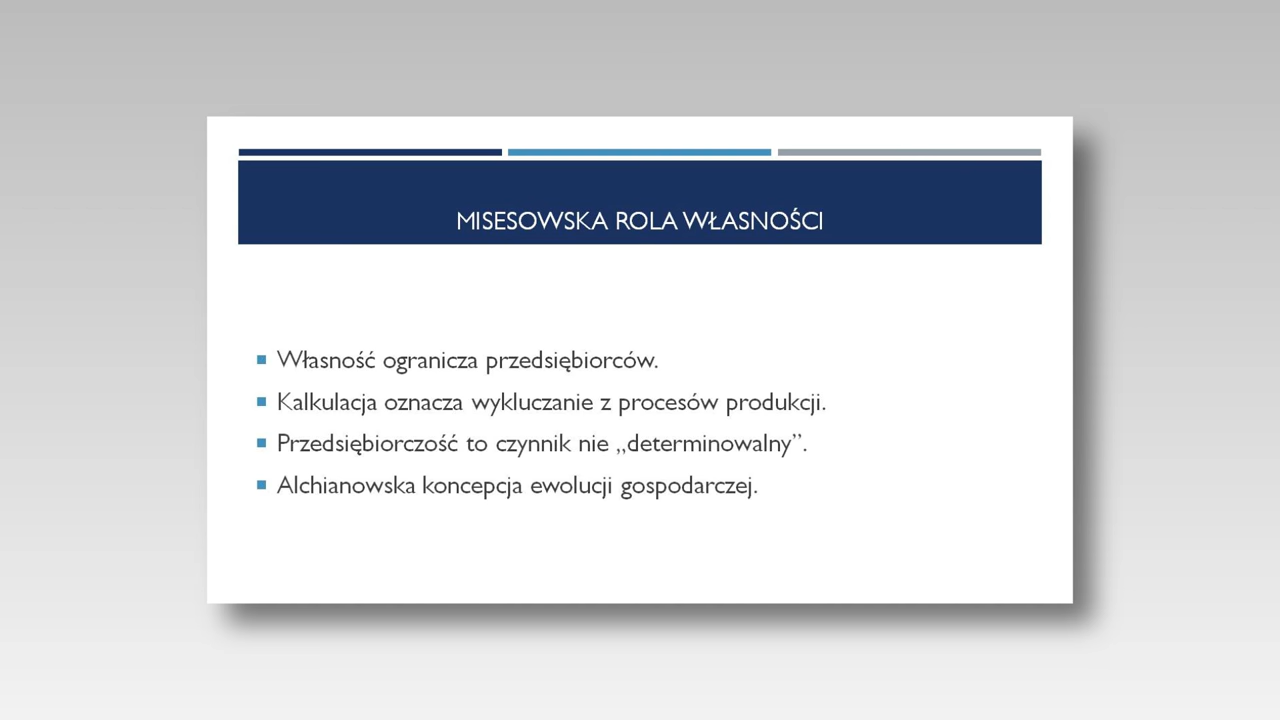 MISESOWSKA ROLA WŁASNOŚCI
Własność ogranicza przedsiębiorców.
Kalkulacja oznacza wykluczanie z procesów produkcji.
Przedsiębiorczość to czynnik nie „determinowalny”.
Alchianowska koncepcja ewolucji gospodarczej.